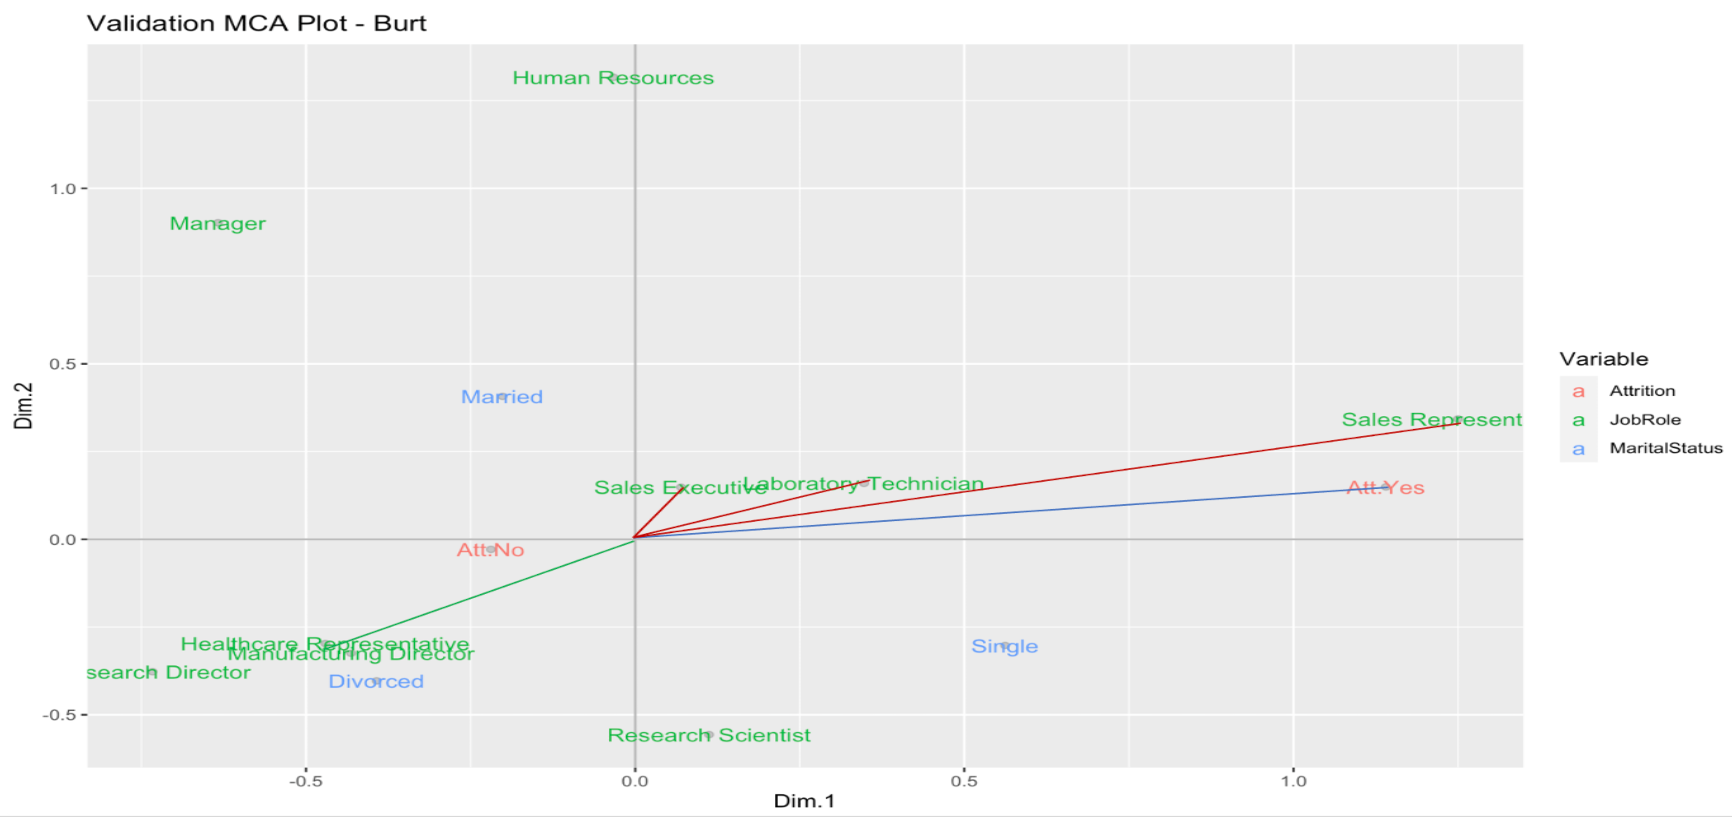 Validation MCA Plot - Burt
Human Resources
1.0
Manager
0.5
Variable
Married
a Attrition
Sales Represent
a JobRole
a MaritalStatus
Dim.2
Sales Executive
Laboratory Technician
Att.Yes
0.0
Att.No
Healthcare Representative
Manufacturing Director
Single
search Director
Divorced
-0.5
Research Scientist
-0.5 0.0 0.5 1.0
Dim.1